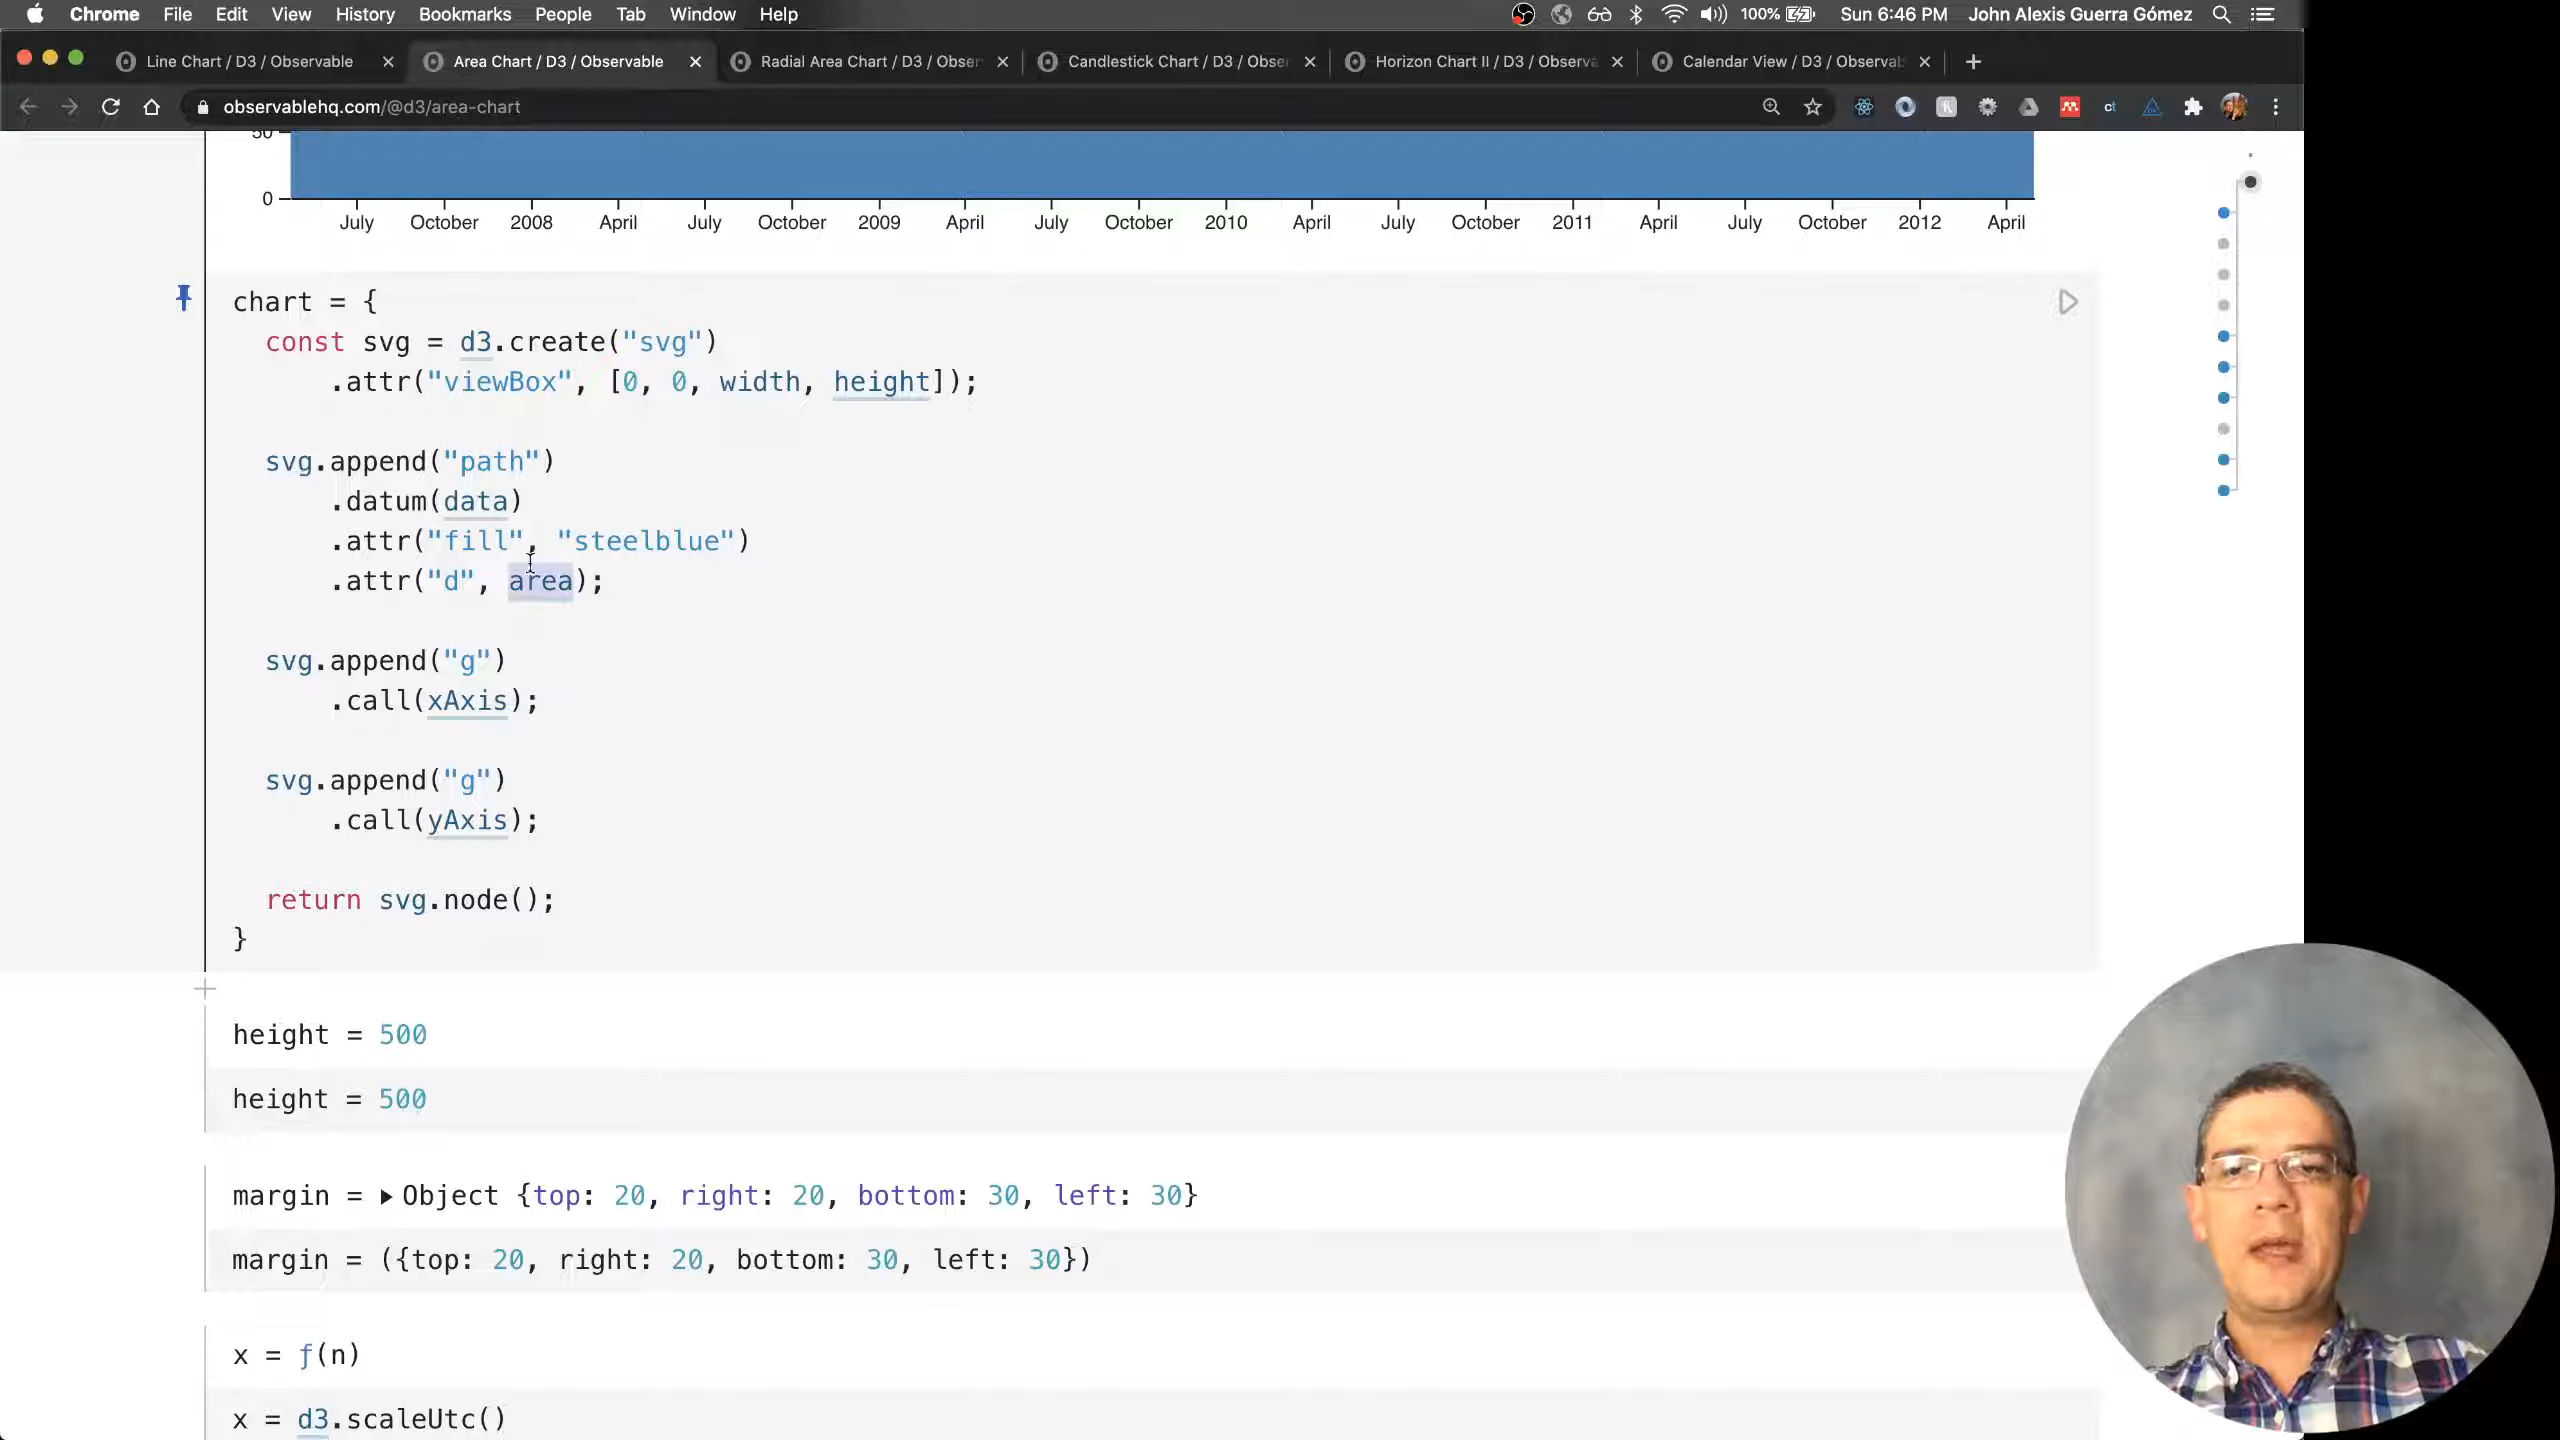 Chrome File Edit View History Bookmarks People Tab Window Help 100% Sun 6:46 PM John Alexis Guerra Gómez
Line Chart / D3 / Observable Area Chart / D3 / Observable Radial Area Chart / D3 / Obser Candlestick Chart / D3 / Obse Horizon Chart II / D3 / Observa Calendar View / D3 / Observab
observablehq.com/@d3/area-chart
50
0
July October 2008 April July October 2009 April July October 2010 April July October 2011 April July October 2012 April
chart = {
const svg = d3.create("svg")
.attr("viewBox", [0, 0, width, height]);
svg.append("path")
.datum(data)
.attr("fill", "steelblue")
.attr("d", area);
svg.append("g")
.call(xAxis);
svg.append("g")
.call(yAxis);
return svg.node();
}
height = 500
height = 500
margin = ▸Object {top: 20, right: 20, bottom: 30, left: 30}
margin = ({top: 20, right: 20, bottom: 30, left: 30})
x = ƒ(n)
x = d3.scaleUtc()